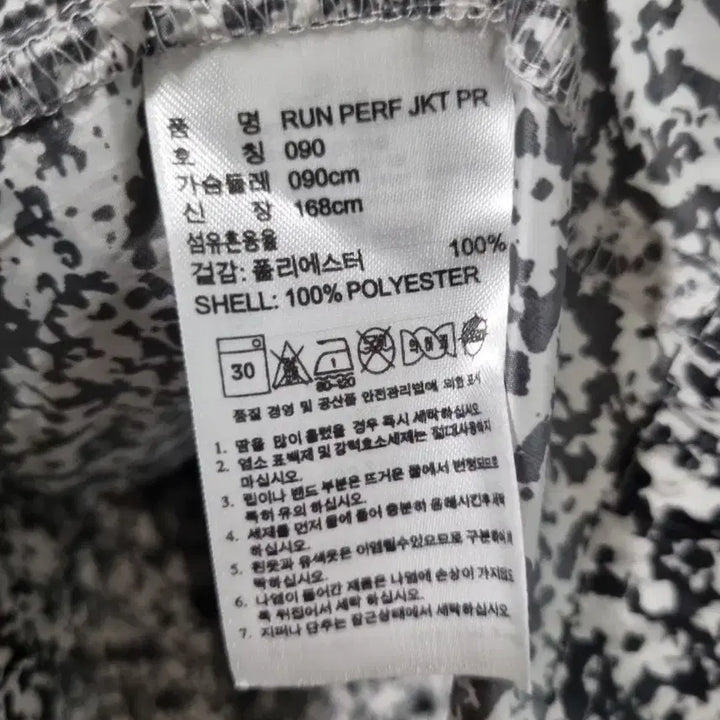 품 명 RUN PERF JKT PR
호 칭 090
가슴둘레 090cm
신 장 168cm
섬유혼용율
겉감: 폴리에스터 100%
SHELL: 100% POLYESTER
30
80-120
품질 경영 및 공산품 안전관리법에 의한 표시
1. 땀을 많이 흘렸을 경우 즉시 세탁하십시오
2. 염소 표백제 및 강력효소세제는 절대사용하지
마십시오.
3. 립이나 밴드 부분은 뜨거운 물에서 변형되므로
특히 유의 하십시오.
4. 세제를 먼저 물에 풀어 충분히 용해시킨후세탁
하십시오.
5. 흰옷과 유색옷은 이염될수있으므로 구분하여 세
탁하십시오.
6. 나염이 들어간 제품은 나염에 손상이 가지않도
록 뒤집어서 세탁 하십시오.
7. 지퍼나 단추는 잠근상태에서 세탁하십시오